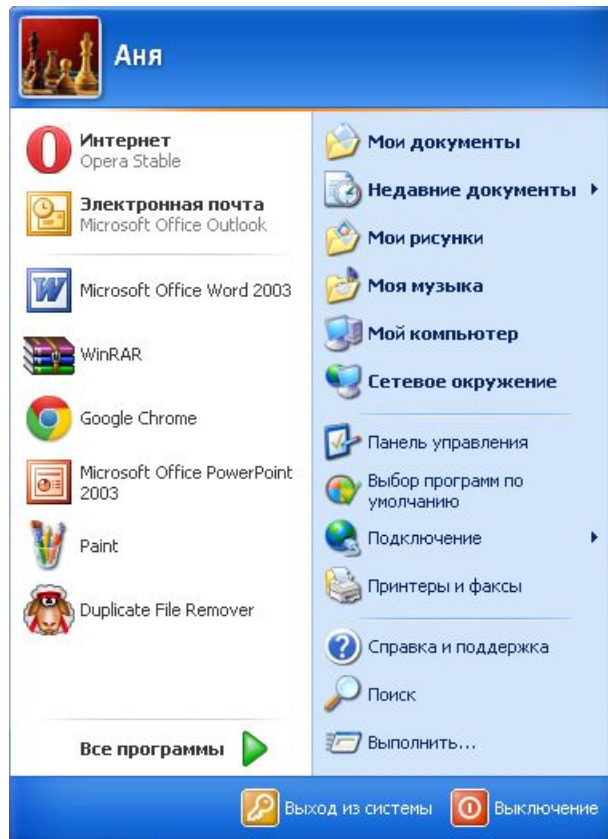 Аня
Интернет
Opera Stable
Электронная почта
Microsoft Office Outlook
Microsoft Office Word 2003
WinRAR
Google Chrome
Microsoft Office PowerPoint
2003
Paint
Duplicate File Remover
Все программы
Мои документы
Недавние документы
Мои рисунки
Моя музыка
Мой компьютер
Сетевое окружение
Панель управления
Выбор программ по
умолчанию
Подключение
Принтеры и факсы
Справка и поддержка
Поиск
Выполнить...
Выход из системы
Выключение